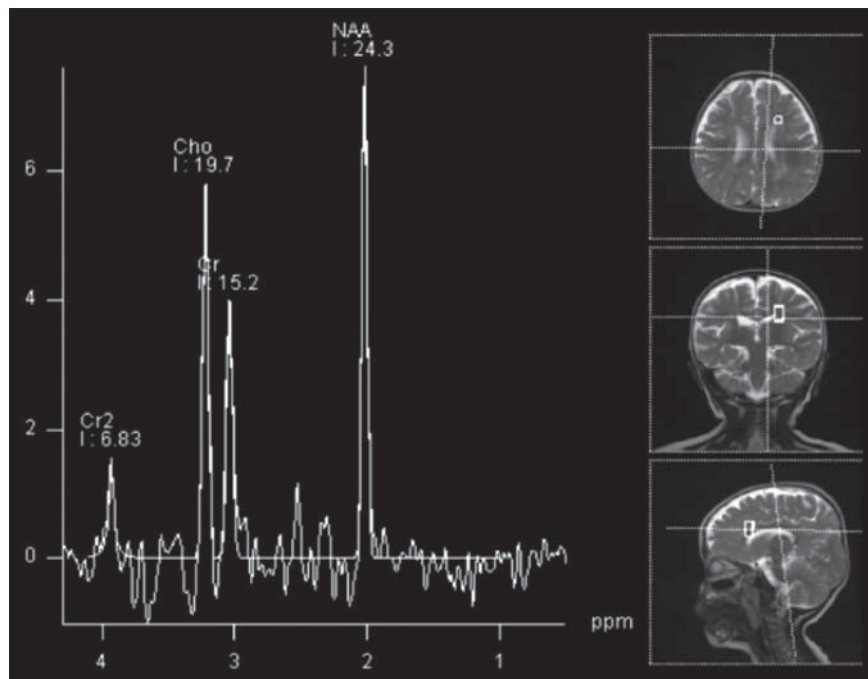 NAA
I : 24.3
Cho
I : 19.7
Cr
I : 15.2
Cr2
I : 6.83
6
4
2
0
ppm
4 3 2 1